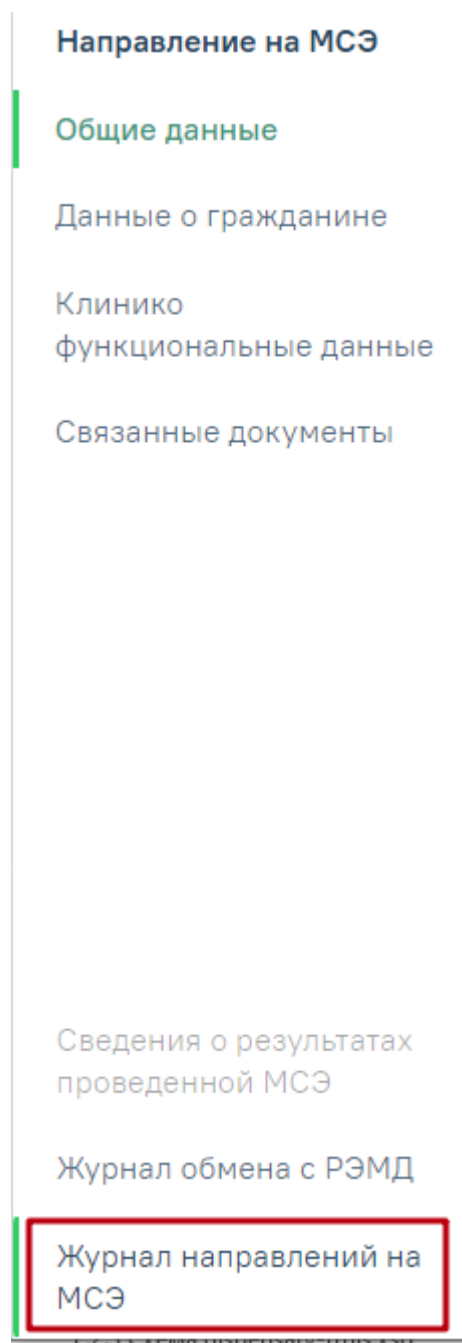 Направление на МСЭ
Общие данные
Данные о гражданине
Клинико
функциональные данные
Связанные документы
Сведения о результатах
проведенной МСЭ
Журнал обмена с РЭМД
Журнал направлений на
МСЭ